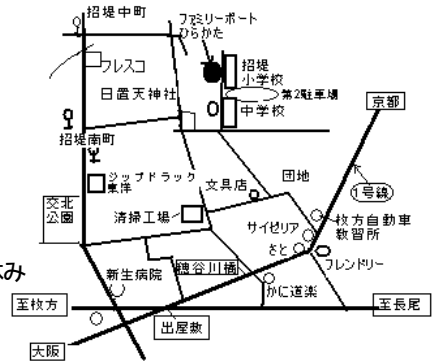 招堤中町
ファミリーポート
ひらかた
フレスコ
招堤
小学校
日置天神社
第2駐車場
中学校
京都
招堤南町
ジップドラッグ
東洋
団地
1号線
文具店
交北
公園
清掃工場
サイゼリア
枚方自動車
教習所
さと
フレンドリー
新生病院
穂谷川橋
み
かに道楽
至枚方
至長尾
出屋敷
大阪